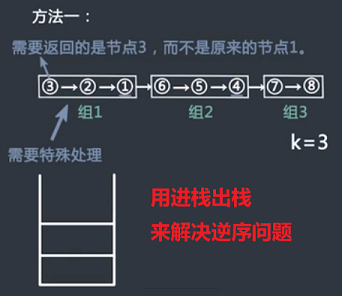 方法一：
需要返回的是节点3，而不是原来的节点1。
③→②→①→⑥→⑤→④→⑦→⑧
组1 组2 组3
k=3
需要特殊处理
用进栈出栈
来解决逆序问题